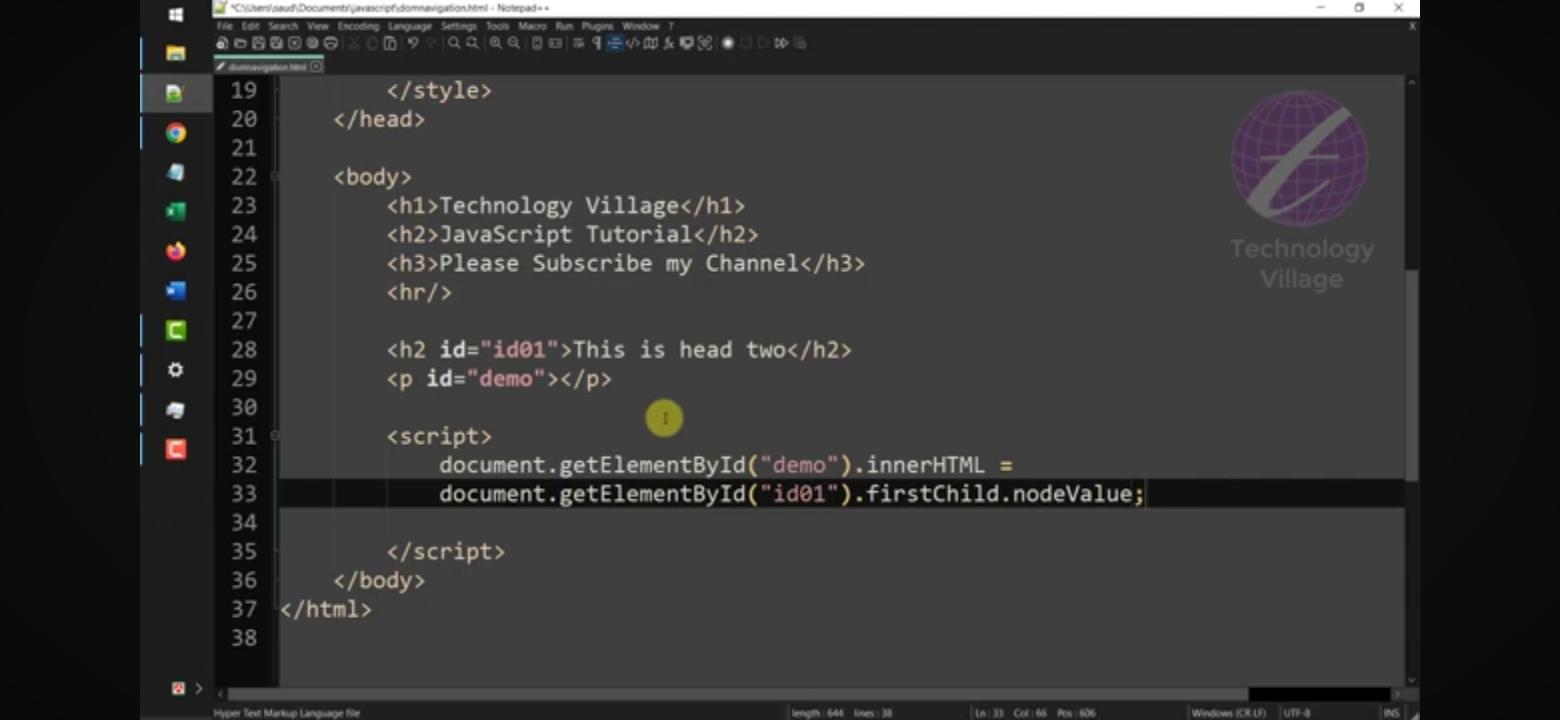 *C:\Users\saud\Documents\javascript\domnavigation.html - Notepad++
File Edit Search View Encoding Language Settings Tools Macro Run Plugins Window ?
domnavigation.html
19 </style>
20 </head>
21
22 <body>
23 <h1>Technology Village</h1>
24 <h2>JavaScript Tutorial</h2>
25 <h3>Please Subscribe my Channel</h3>
26 <hr/>
27
28 <h2 id="id01">This is head two</h2>
29 <p id="demo"></p>
30
31 <script>
32 document.getElementById("demo").innerHTML =
33 document.getElementById("id01").firstChild.nodeValue;
34
35 </script>
36 </body>
37 </html>
38
Technology
Village
Hyper Text Markup Language file length : 644 lines : 38 Ln : 33 Col : 66 Pos : 606 Windows (CR LF) UTF-8 INS